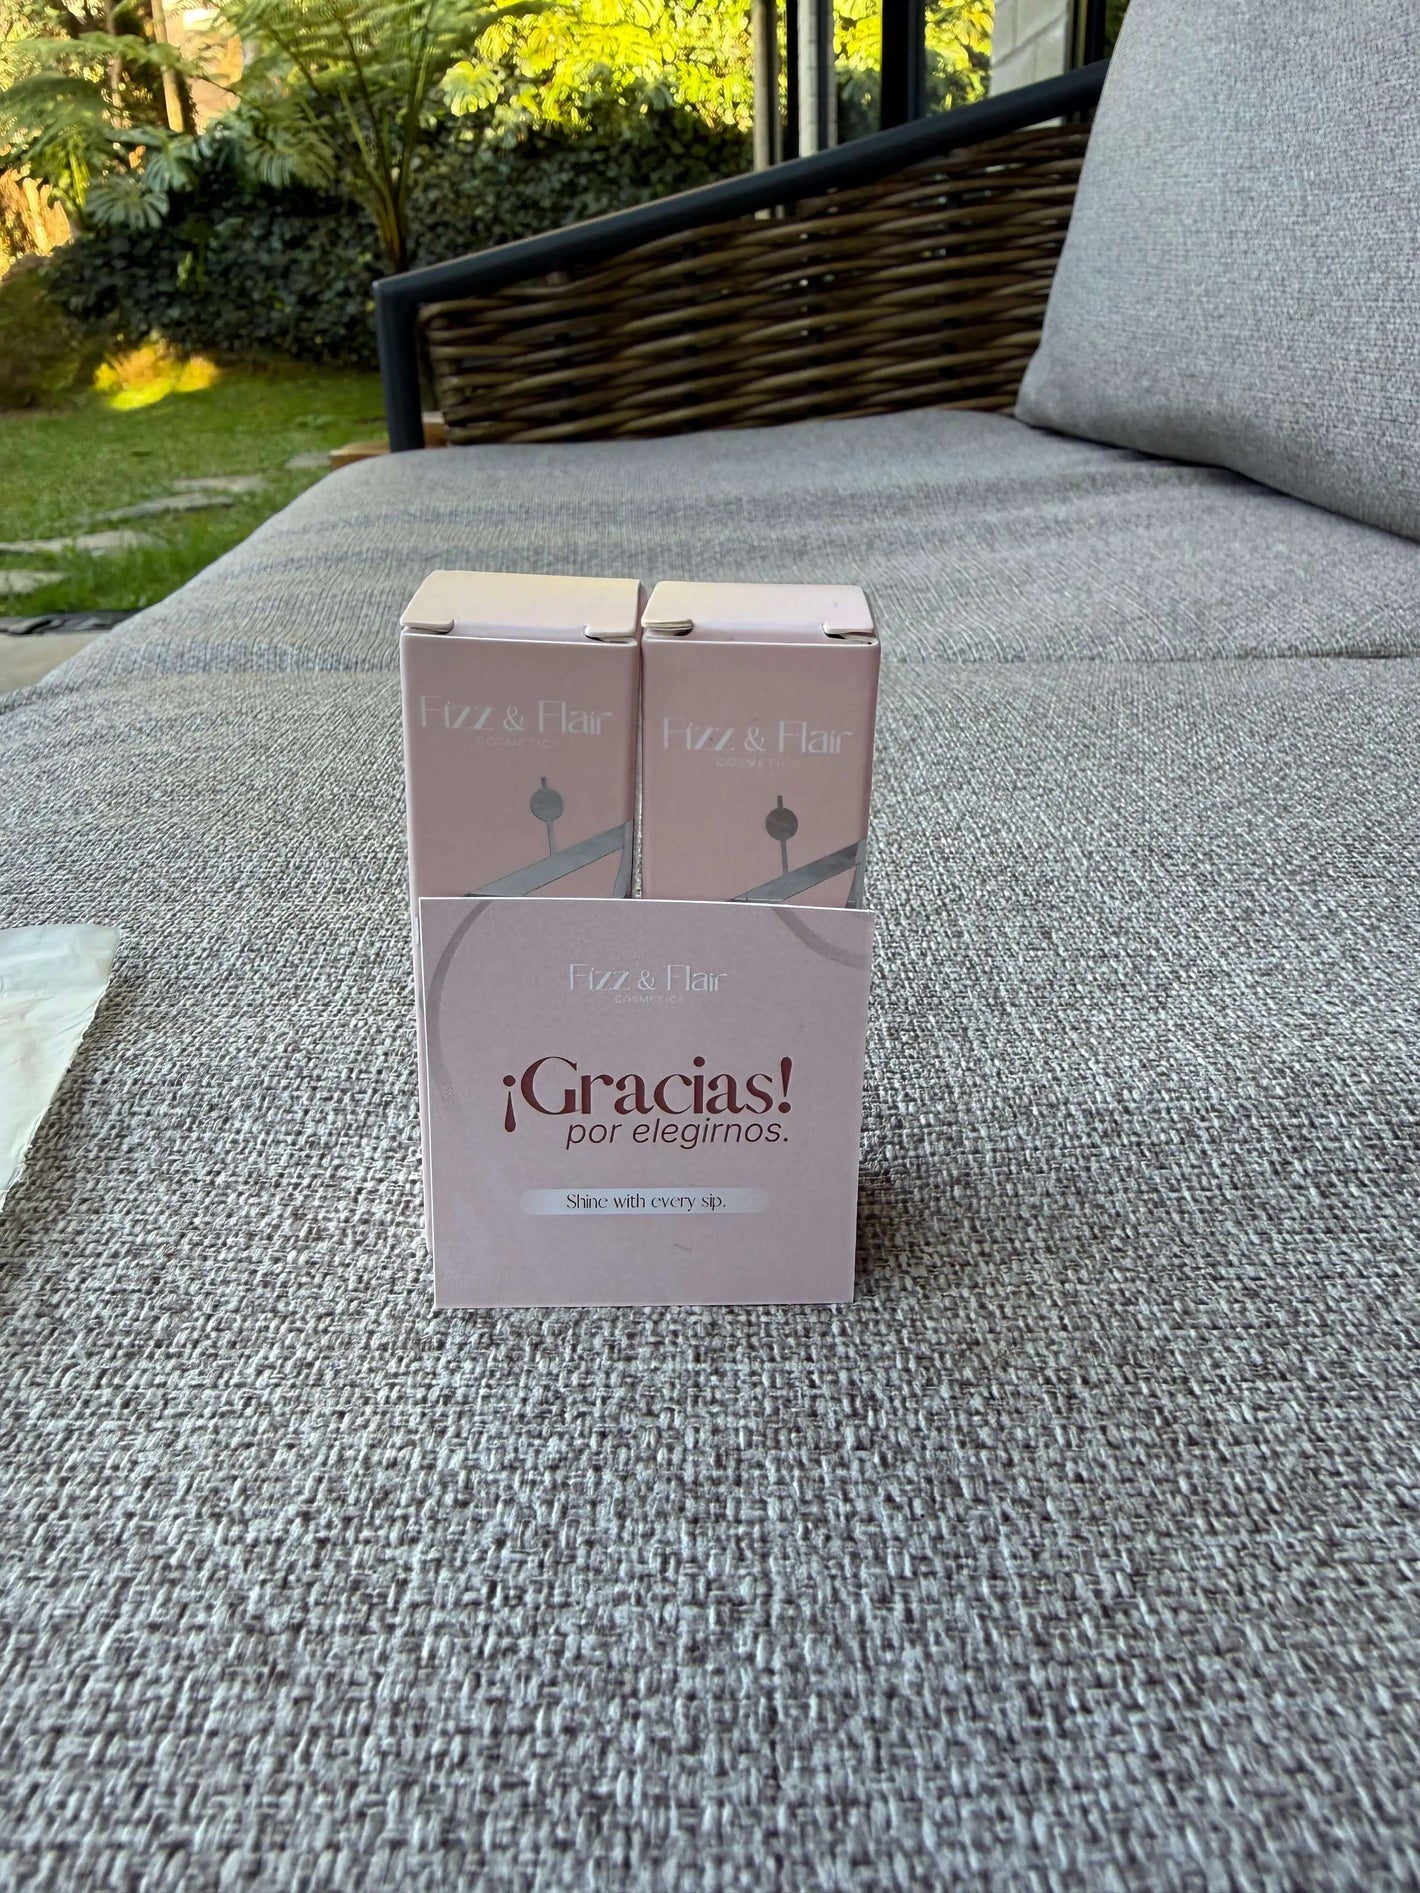 Fizz & Flair
COSMETICS
Fizz & Flair
COSMETICS
Fizz & Flair
COSMETICS
¡Gracias!
por elegirnos.
Shine with every sip.